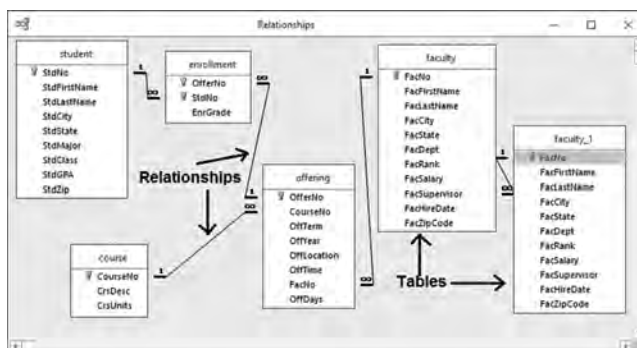 Relationships
student
StdNo
StdFirstName
StdLastName
StdCity
StdState
StdMajor
StdClass
StdGPA
StdZip
1
∞
enrollment
OfferNo
StdNo
EnrGrade
∞
1
∞
Relationships
course
CourseNo
CrsDesc
CrsUnits
1
offering
OfferNo
CourseNo
OffTerm
OffYear
OffLocation
OffTime
FacNo
OffDays
∞
1
faculty
FacNo
FacFirstName
FacLastName
FacCity
FacState
FacDept
FacRank
FacSalary
FacSupervisor
FacHireDate
FacZipCode
1
∞
faculty_1
FacNo
FacFirstName
FacLastName
FacCity
FacState
FacDept
FacRank
FacSalary
FacSupervisor
FacHireDate
FacZipCode
Tables